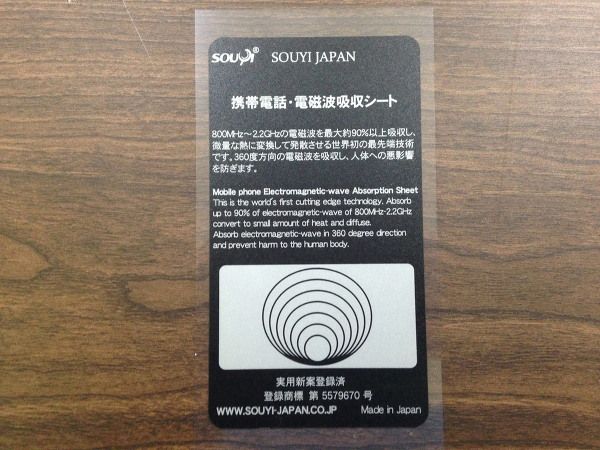 SOUYI® SOUYI JAPAN
携帯電話・電磁波吸収シート
800MHz～2.2GHzの電磁波を最大約90%以上吸収し、
微量な熱に変換して発散させる世界初の最先端技術
です。360度方向の電磁波を吸収し、人体への悪影響
を防ぎます。
Mobile phone Electromagnetic-wave Absorption Sheet
This is the world's first cutting edge technology. Absorb
up to 90% of electromagnetic-wave of 800MHz-2.2GHz
convert to small amount of heat and diffuse.
Absorb electromagnetic-wave in 360 degree direction
and prevent harm to the human body.
実用新案登録済
登録商標 第 5579670 号
WWW.SOUYI-JAPAN.CO.JP Made in Japan